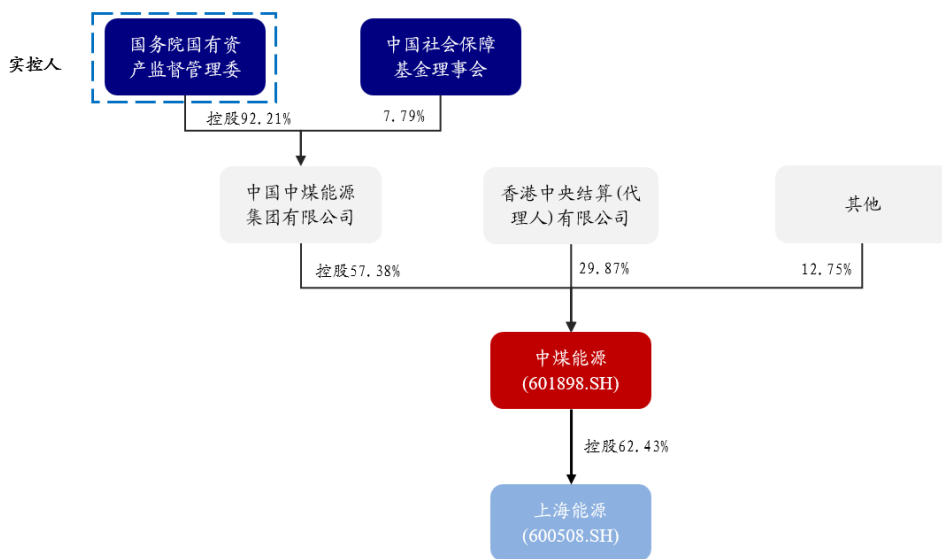 国务院国有资
产监督管理委
中国社会保障
基金理事会
实控人
控股92.21%
7.79%
中国中煤能源
集团有限公司
香港中央结算(代
理人)有限公司
其他
控股57.38%
29.87%
12.75%
中煤能源
(601898.SH)
控股62.43%
上海能源
(600508.SH)